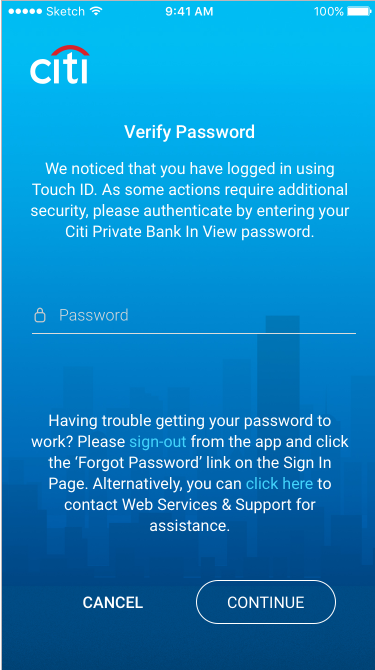 Sketch 9:41 AM 100%
citi
Verify Password
We noticed that you have logged in using
Touch ID. As some actions require additional
security, please authenticate by entering your
Citi Private Bank In View password.
Password
Having trouble getting your password to
work? Please sign-out from the app and click
the ‘Forgot Password’ link on the Sign In
Page. Alternatively, you can click here to
contact Web Services & Support for
assistance.
CANCEL CONTINUE